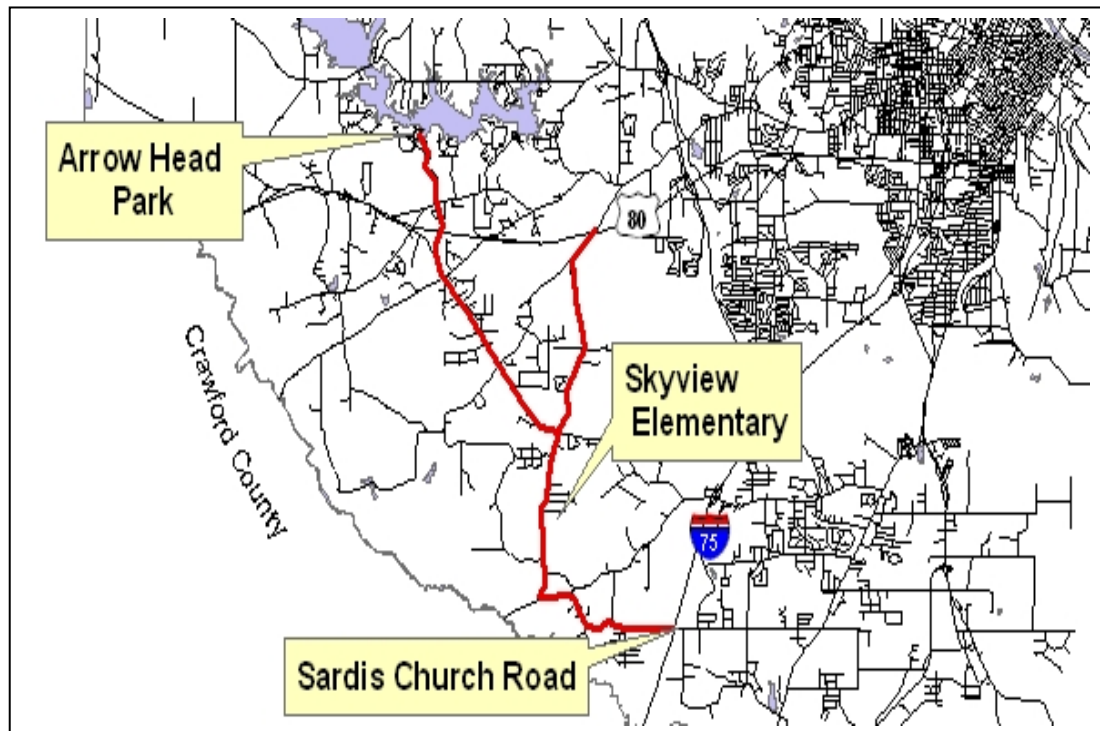 Arrow Head
Park
80
Crawford County
Skyview
Elementary
75
Sardis Church Road